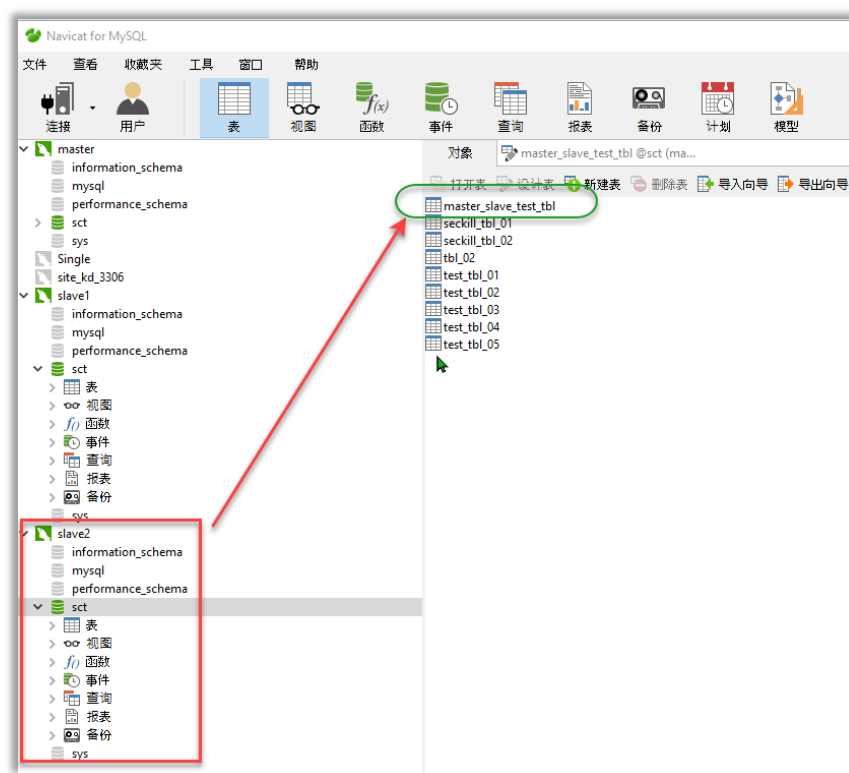 Navicat for MySQL
文件 查看 收藏夹 工具 窗口 帮助
f(x)
连接 用户 表 视图 函数 事件 查询 报表 备份 计划 模型
master
information_schema
mysql
performance_schema
sct
sys
Single
site_kd_3306
slave1
information_schema
mysql
performance_schema
sct
表
视图
f() 函数
事件
查询
报表
备份
sys
slave2
information_schema
mysql
performance_schema
sct
表
视图
f() 函数
事件
查询
报表
备份
sys
对象 master_slave_test_tbl @sct (ma...
打开表 设计表 新建表 删除表 导入向导 导出向导
master_slave_test_tbl
seckill_tbl_01
seckill_tbl_02
tbl_02
test_tbl_01
test_tbl_02
test_tbl_03
test_tbl_04
test_tbl_05